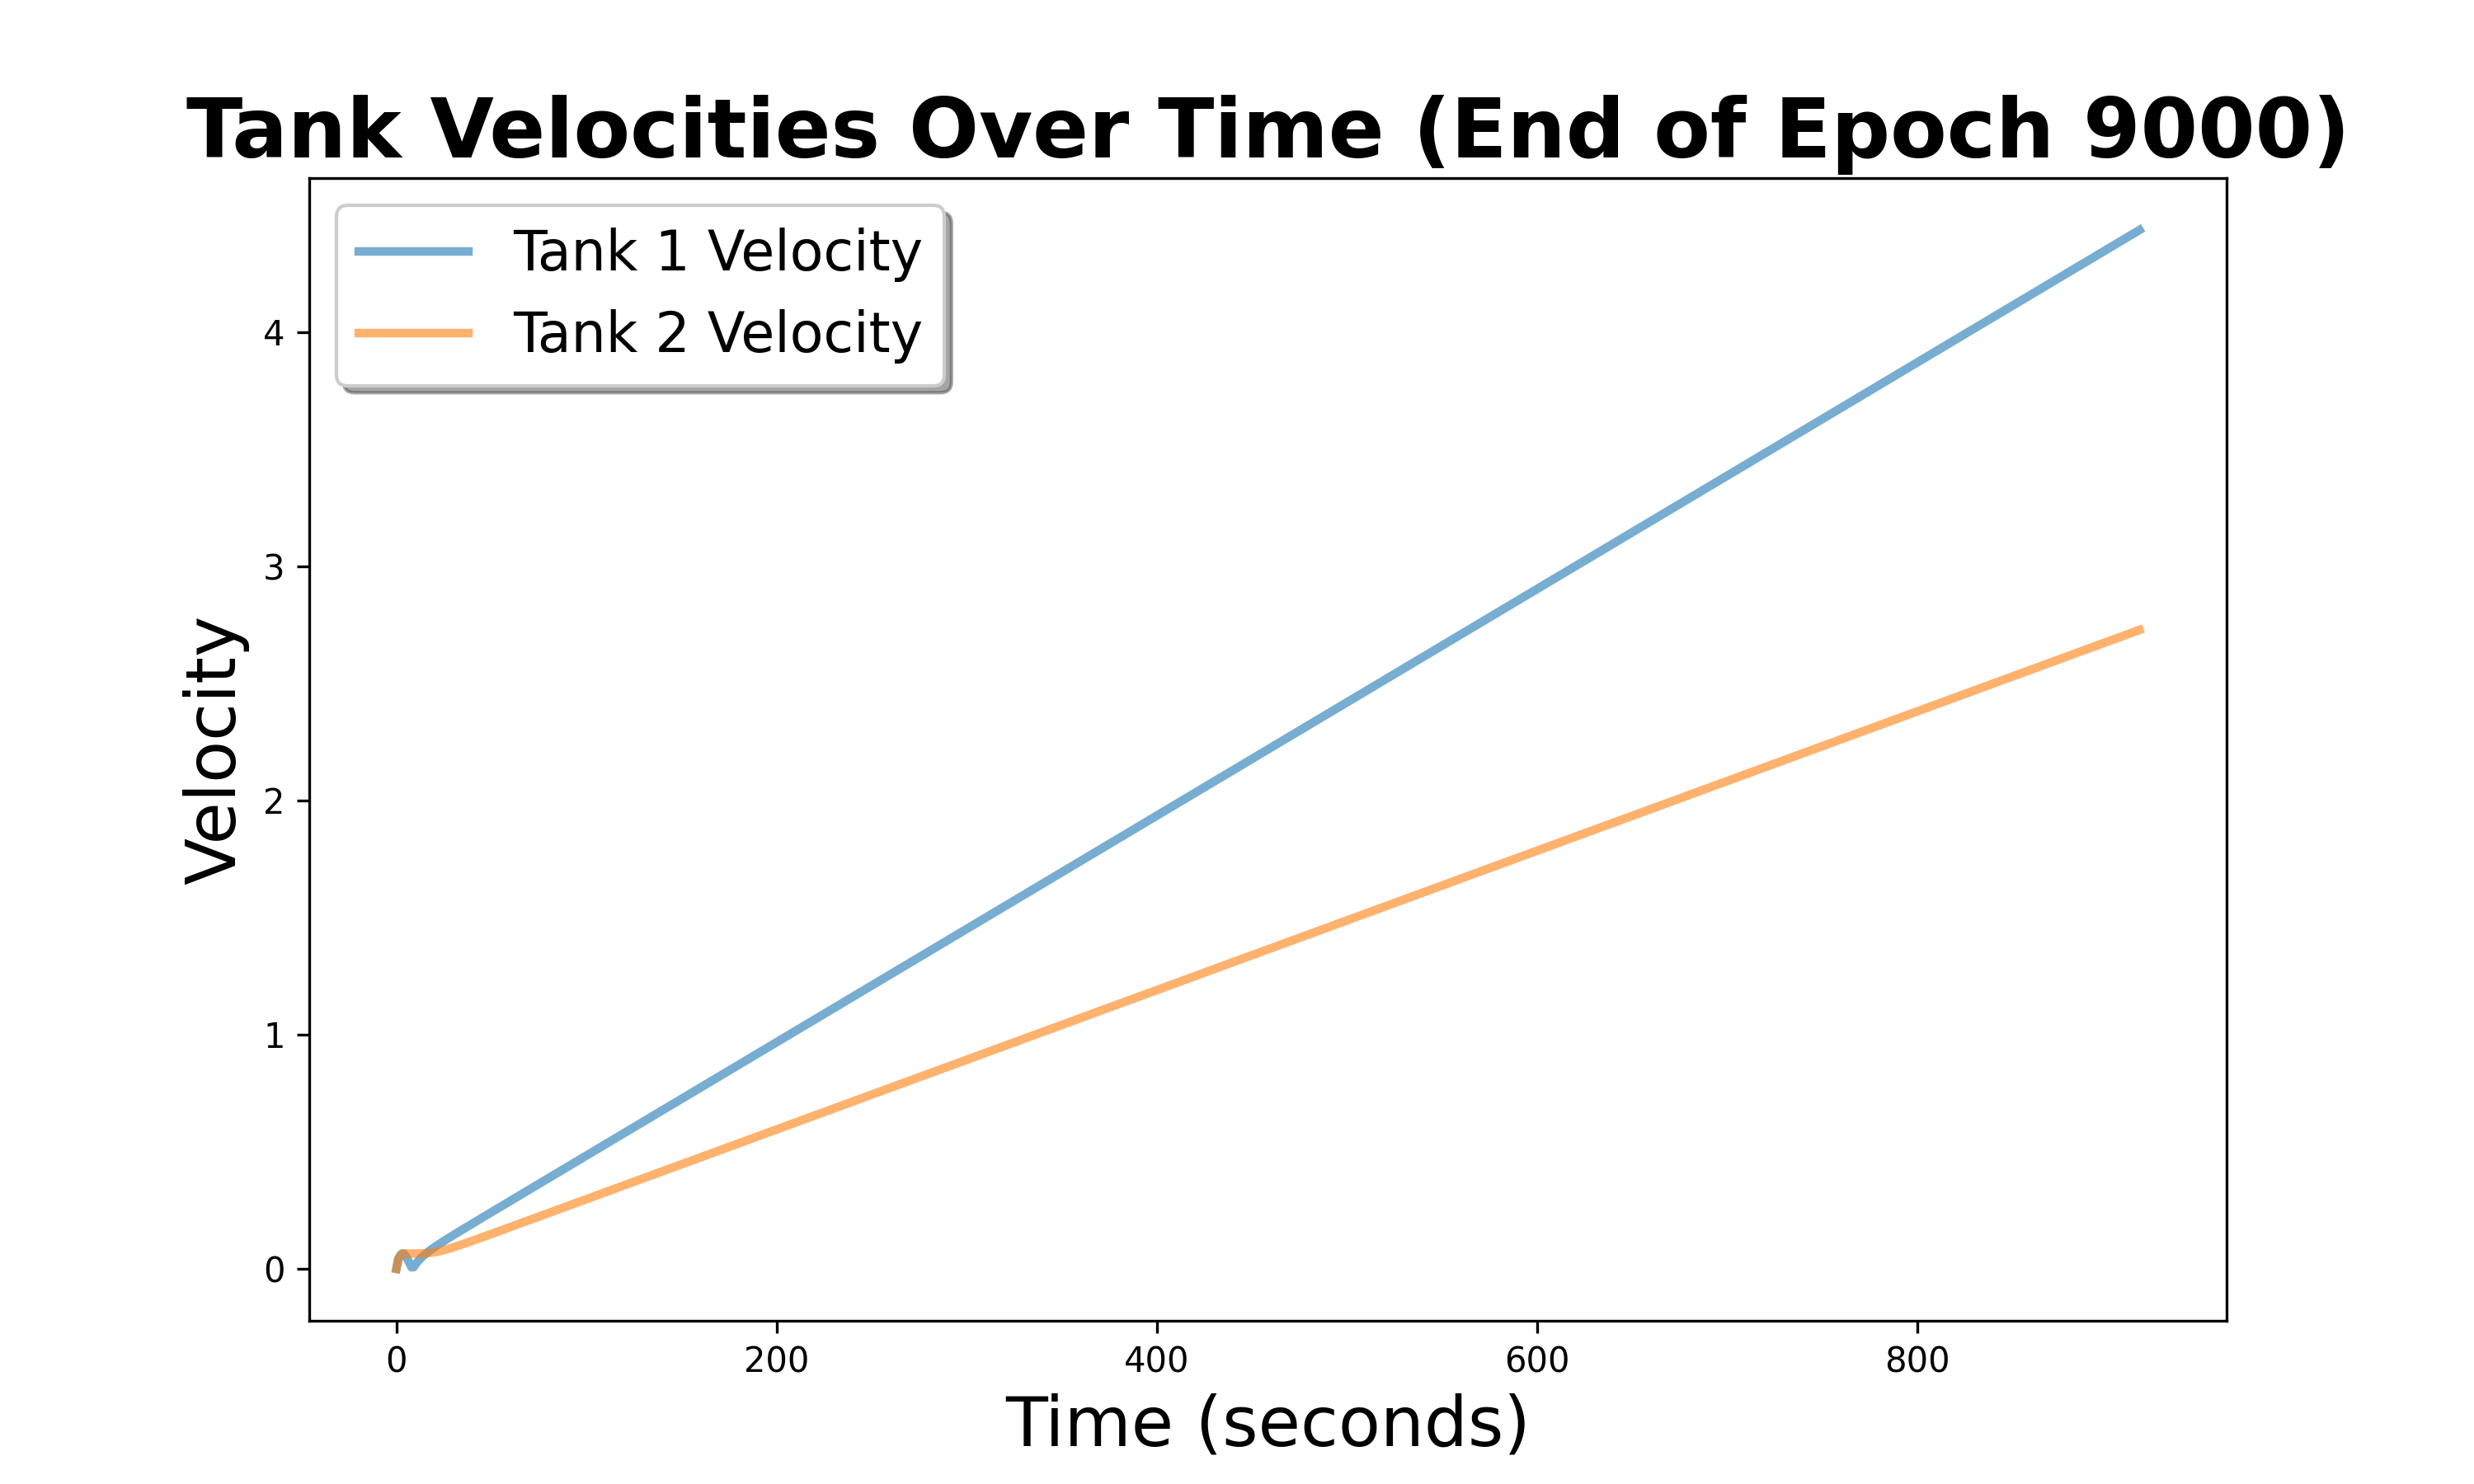 Tank Velocities Over Time (End of Epoch 9000)
Tank 1 Velocity
Tank 2 Velocity
4
3
2
1
0
Velocity
0 200 400 600 800
Time (seconds)